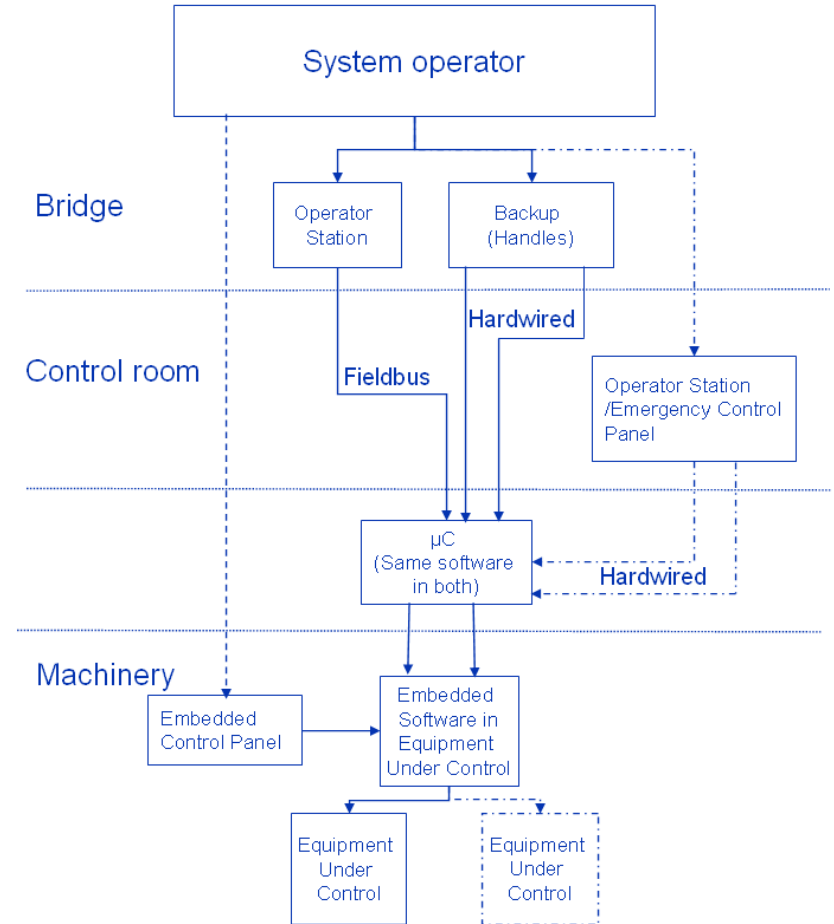 System operator
Bridge
Operator
Station
Backup
(Handles)
Hardwired
Control room
Fieldbus
Operator Station
/Emergency Control
Panel
µC
(Same software
in both)
Hardwired
Machinery
Embedded
Control Panel
Embedded
Software in
Equipment
Under Control
Equipment
Under
Control
Equipment
Under
Control